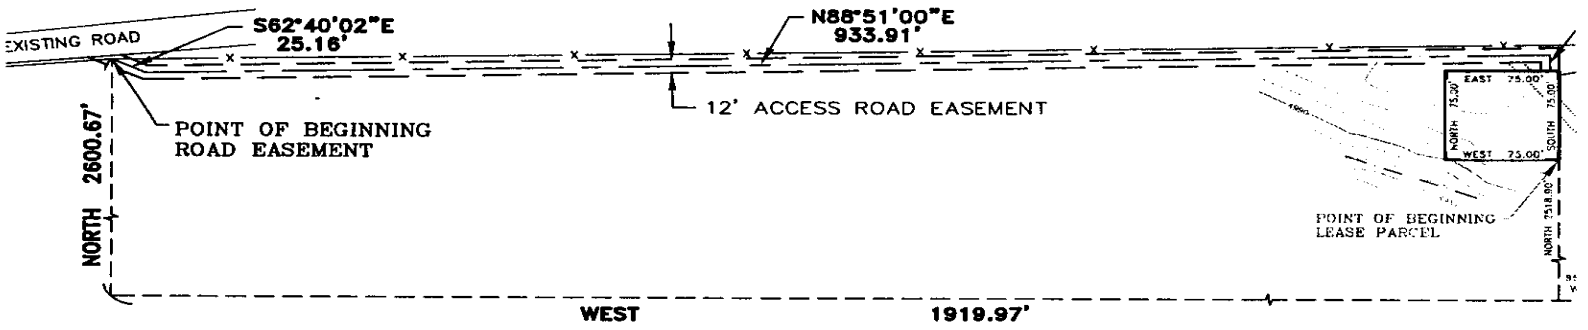 EXISTING ROAD
S62°40'02"E
25.16'
N88°51'00"E
933.91'
12' ACCESS ROAD EASEMENT
POINT OF BEGINNING
ROAD EASEMENT
NORTH 2600.67'
EAST 75.00'
NORTH 75.00'
SOUTH 75.00'
WEST 75.00'
POINT OF BEGINNING
LEASE PARCEL
NORTH 2518.90'
WEST 1919.97'